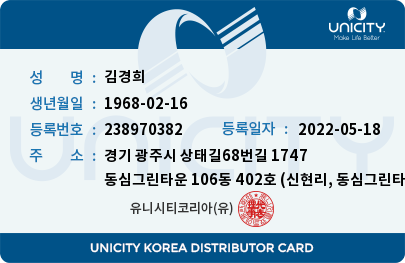 UNICITY
Make Life Better
성 명 : 김경희
생년월일 : 1968-02-16
등록번호 : 238970382 등록일자 : 2022-05-18
주 소 : 경기 광주시 상태길68번길 1747
동심그린타운 106동 402호 (신현리, 동심그린타
유니시티코리아(유)
UNICITY
UNICITY KOREA DISTRIBUTOR CARD